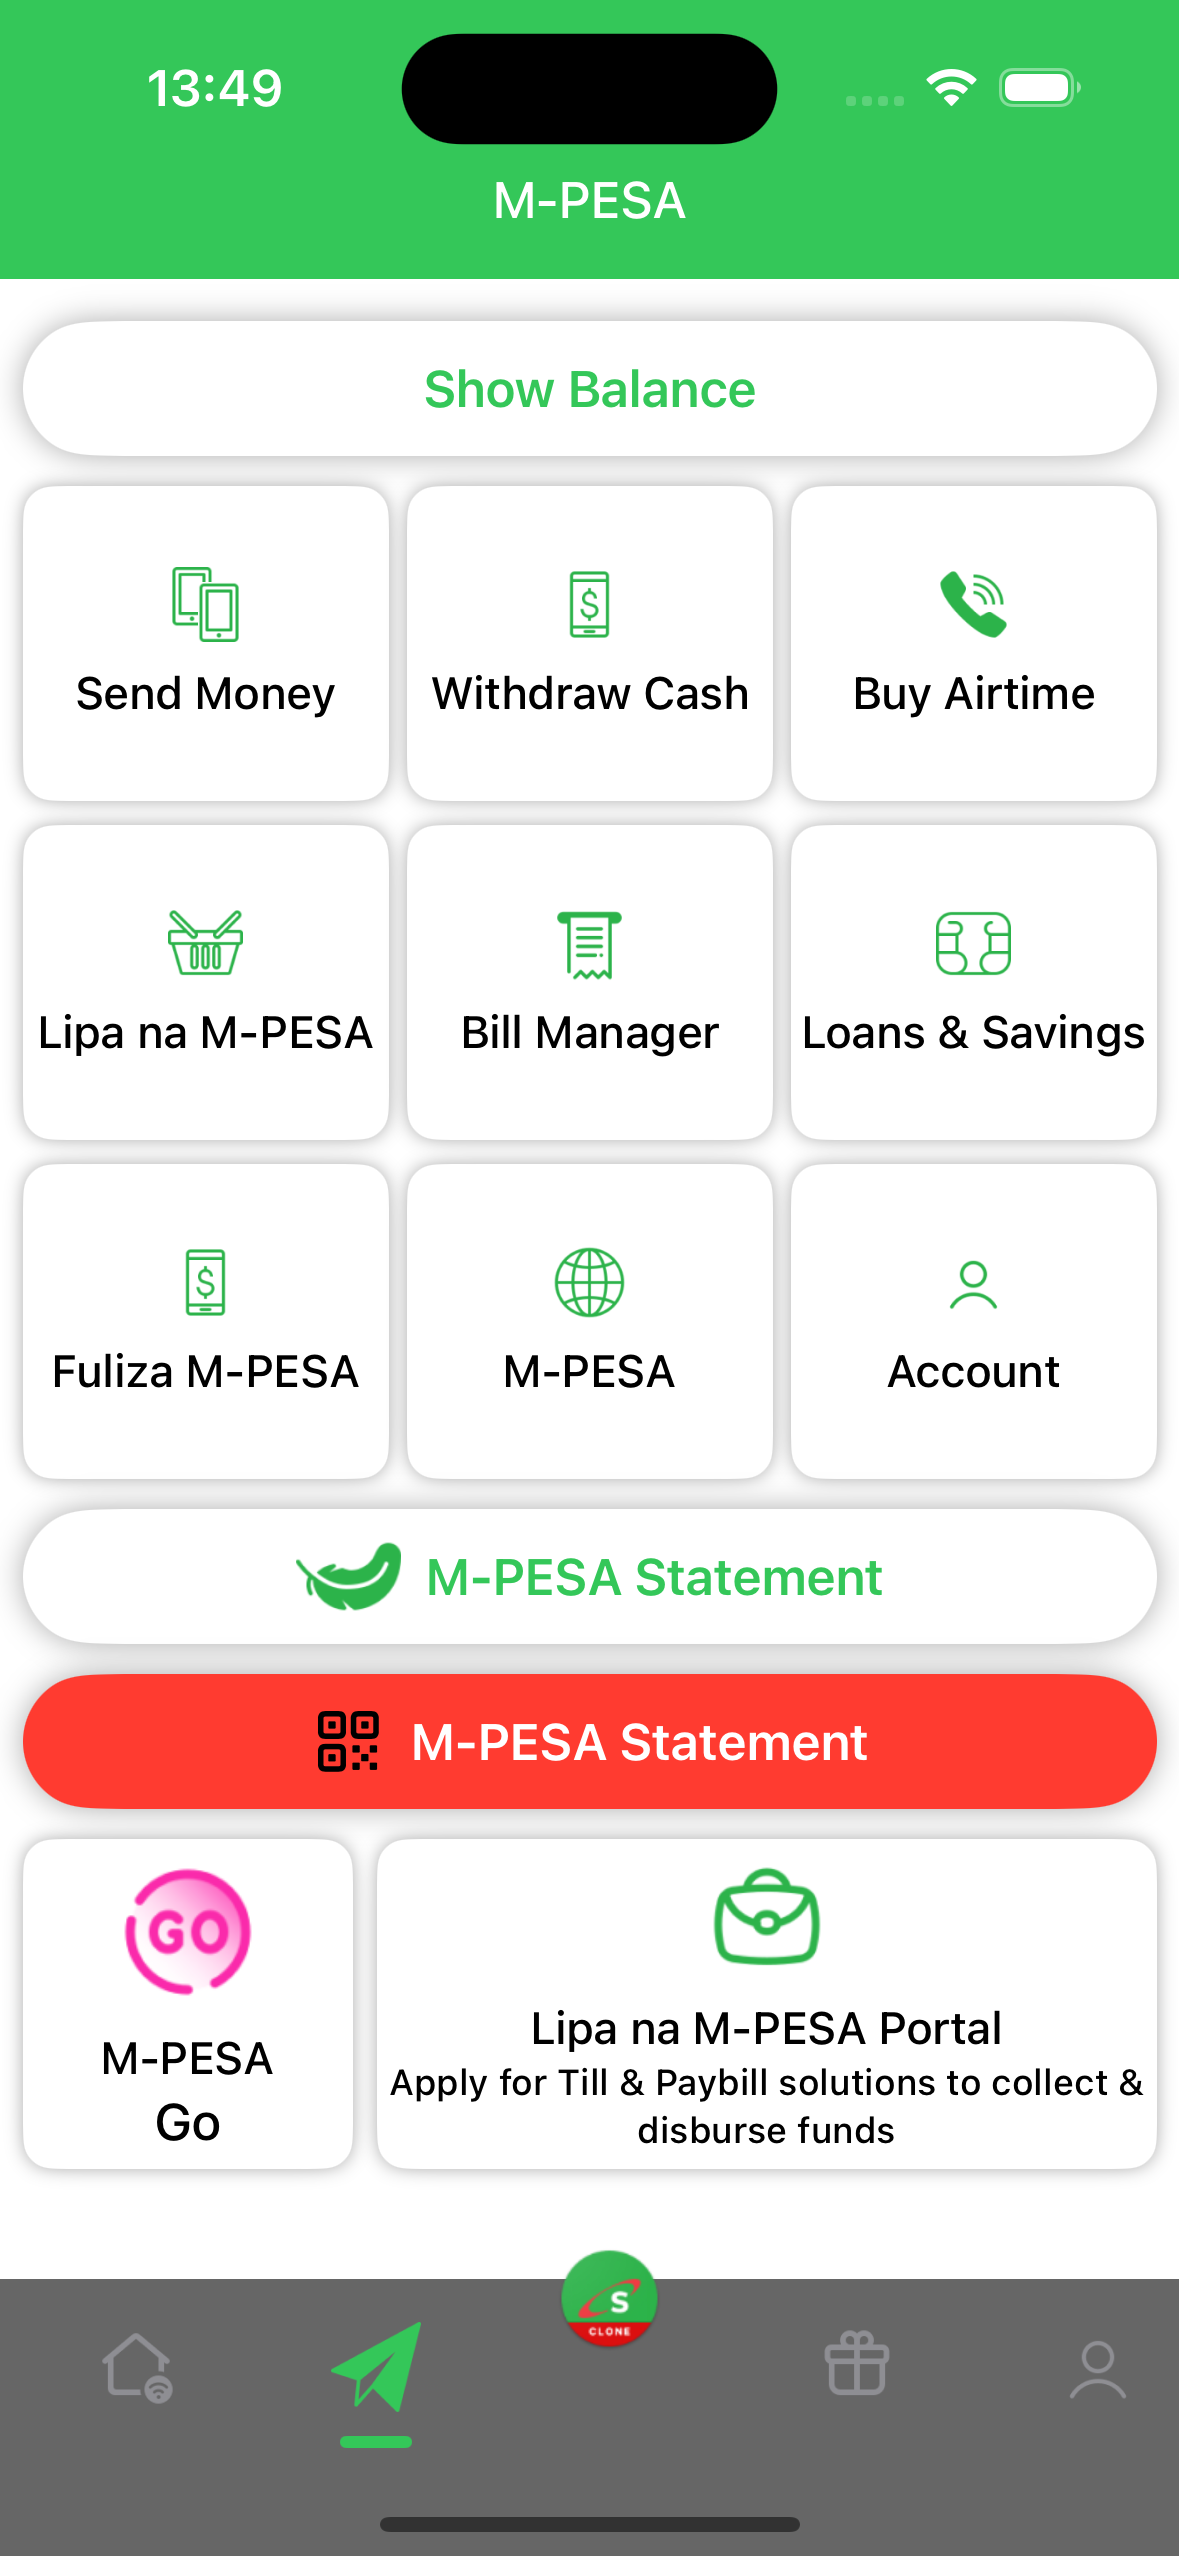 13:49
M-PESA
Show Balance
Send Money
Withdraw Cash
Buy Airtime
Lipa na M-PESA
Bill Manager
Loans & Savings
Fuliza M-PESA
M-PESA
Account
M-PESA Statement
M-PESA Statement
GO
M-PESA
Go
Lipa na M-PESA Portal
Apply for Till & Paybill solutions to collect &
disburse funds
S
CLONE